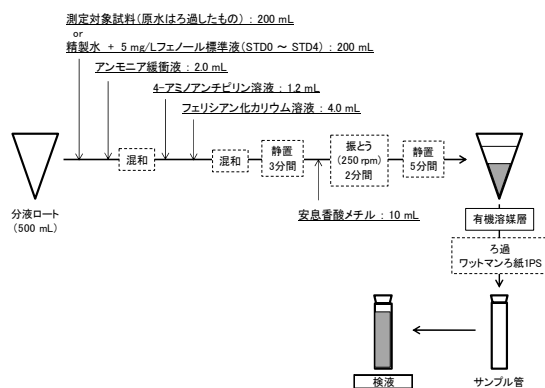 測定対象試料(原水はろ過したもの) : 200 mL
or
精製水 + 5 mg/Lフェノール標準液(STD0 ~ STD4) : 200 mL
アンモニア緩衝液 : 2.0 mL
4-アミノアンチピリン溶液 : 1.2 mL
フェリシアン化カリウム溶液 : 4.0 mL
混和
混和
静置
3分間
振とう
(250 rpm)
2分間
静置
5分間
分液ロート
(500 mL)
安息香酸メチル : 10 mL
有機溶媒層
ろ過
ワットマンろ紙1PS
検液
サンプル管